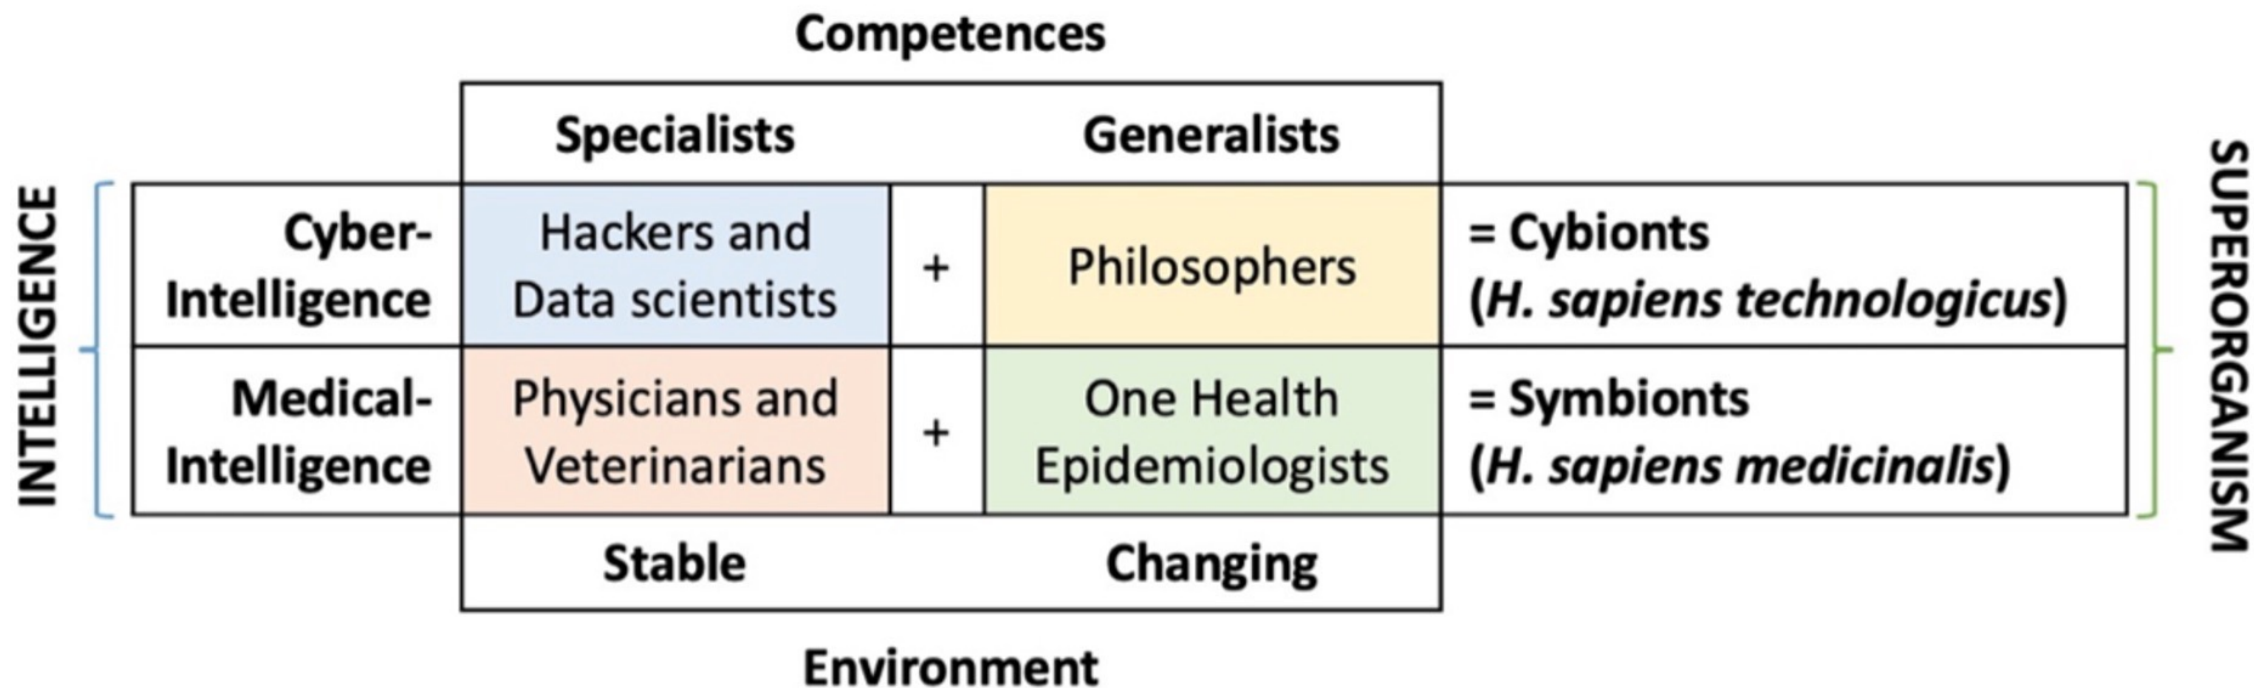 Competences
Specialists Generalists
INTELLIGENCE
Cyber-
Intelligence
Hackers and
Data scientists
+
Philosophers
= Cybionts
(H. sapiens technologicus)
Medical-
Intelligence
Physicians and
Veterinarians
+
One Health
Epidemiologists
= Symbionts
(H. sapiens medicinalis)
SUPERORGANISM
Stable Changing
Environment